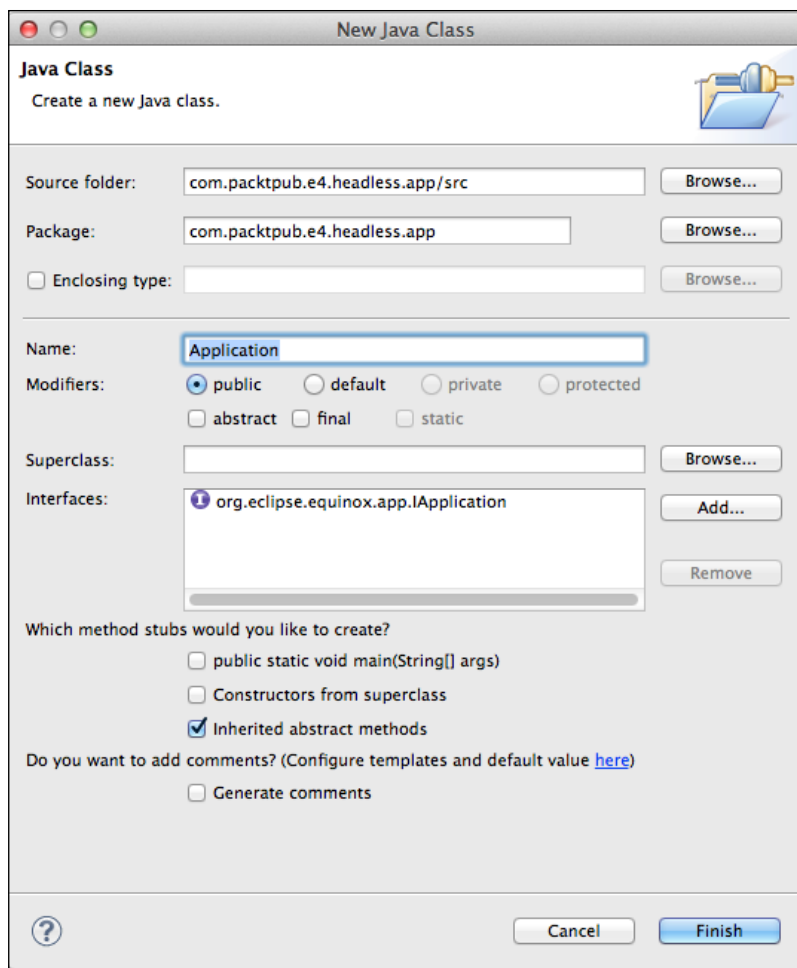 New Java Class
Java Class
Create a new Java class.
Source folder: com.packtpub.e4.headless.app/src Browse...
Package: com.packtpub.e4.headless.app Browse...
Enclosing type: Browse...
Name: Application
Modifiers: public default private protected
abstract final static
Superclass: Browse...
Interfaces: I org.eclipse.equinox.app.IApplication Add...
Remove
Which method stubs would you like to create?
public static void main(String[] args)
Constructors from superclass
Inherited abstract methods
Do you want to add comments? (Configure templates and default value here)
Generate comments
? Cancel Finish